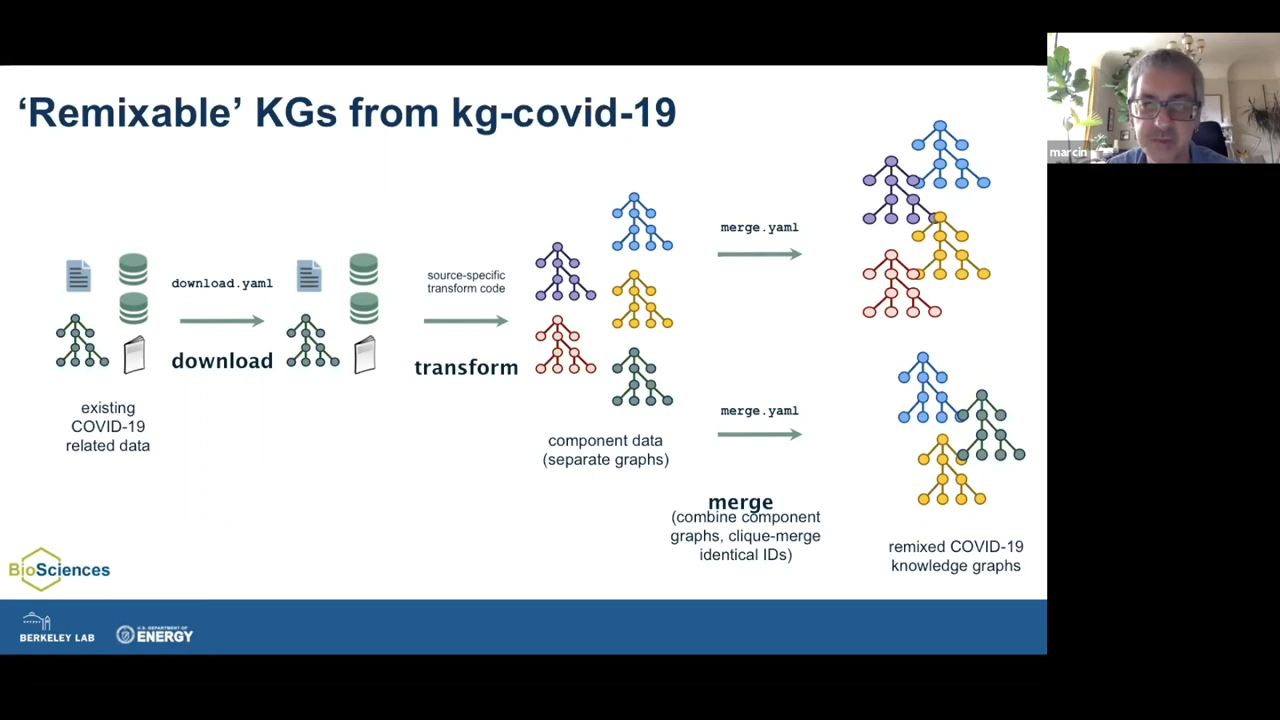 ‘Remixable’ KGs from kg-covid-19
marcin
download.yaml
download
existing
COVID-19
related data
source-specific
transform code
transform
component data
(separate graphs)
merge.yaml
merge.yaml
merge
(combine component
graphs, clique-merge
identical IDs)
remixed COVID-19
knowledge graphs
BioSciences
BERKELEY LAB
U.S. DEPARTMENT OF
ENERGY